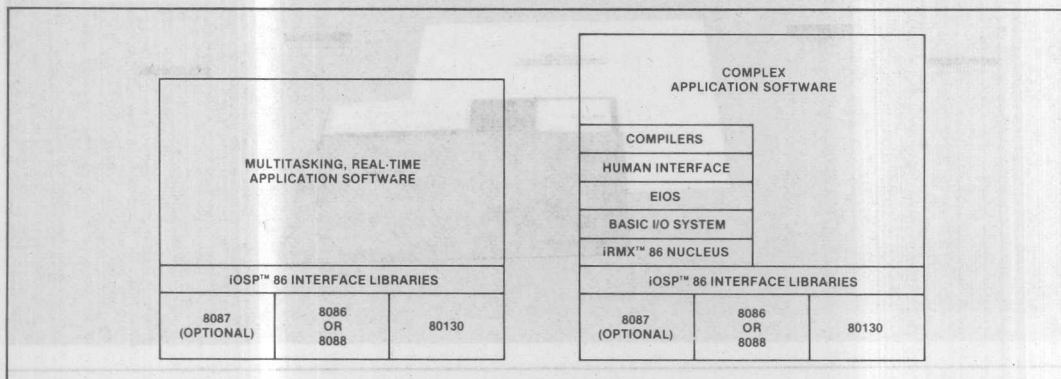 MULTITASKING, REAL-TIME
APPLICATION SOFTWARE
iOSP™ 86 INTERFACE LIBRARIES
8087
(OPTIONAL)
8086
OR
8088
80130
COMPLEX
APPLICATION SOFTWARE
COMPILERS
HUMAN INTERFACE
EIOS
BASIC I/O SYSTEM
iRMX™ 86 NUCLEUS
iOSP™ 86 INTERFACE LIBRARIES
8087
(OPTIONAL)
8086
OR
8088
80130